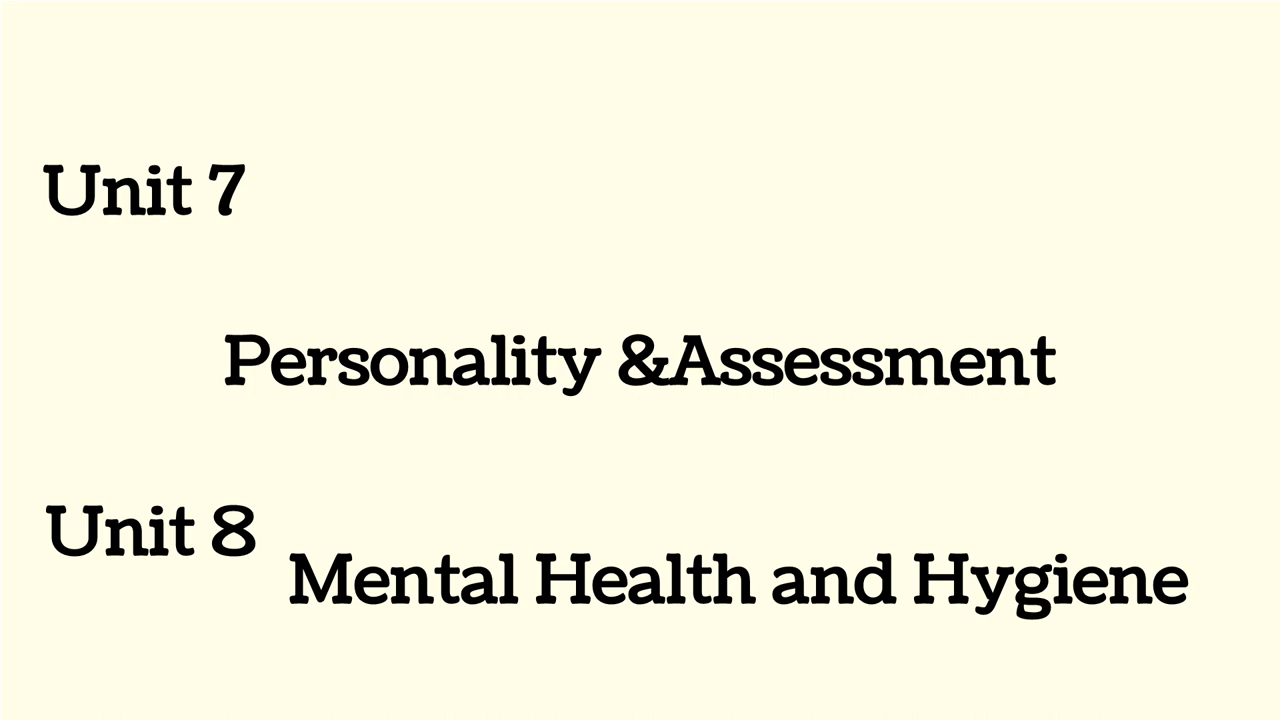 Unit 7
Personality &Assessment
Unit 8
Mental Health and Hygiene